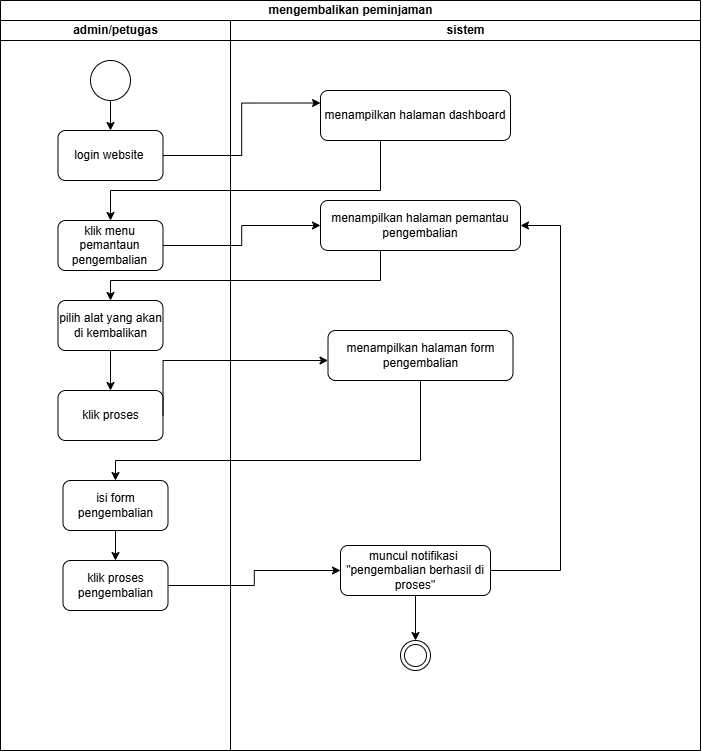 mengembalikan peminjaman
admin/petugas
sistem
menampilkan halaman dashboard
login website
menampilkan halaman pemantau
pengembalian
klik menu
pemantaun
pengembalian
pilih alat yang akan
di kembalikan
menampilkan halaman form
pengembalian
klik proses
isi form
pengembalian
muncul notifikasi
"pengembalian berhasil di
proses"
klik proses
pengembalian